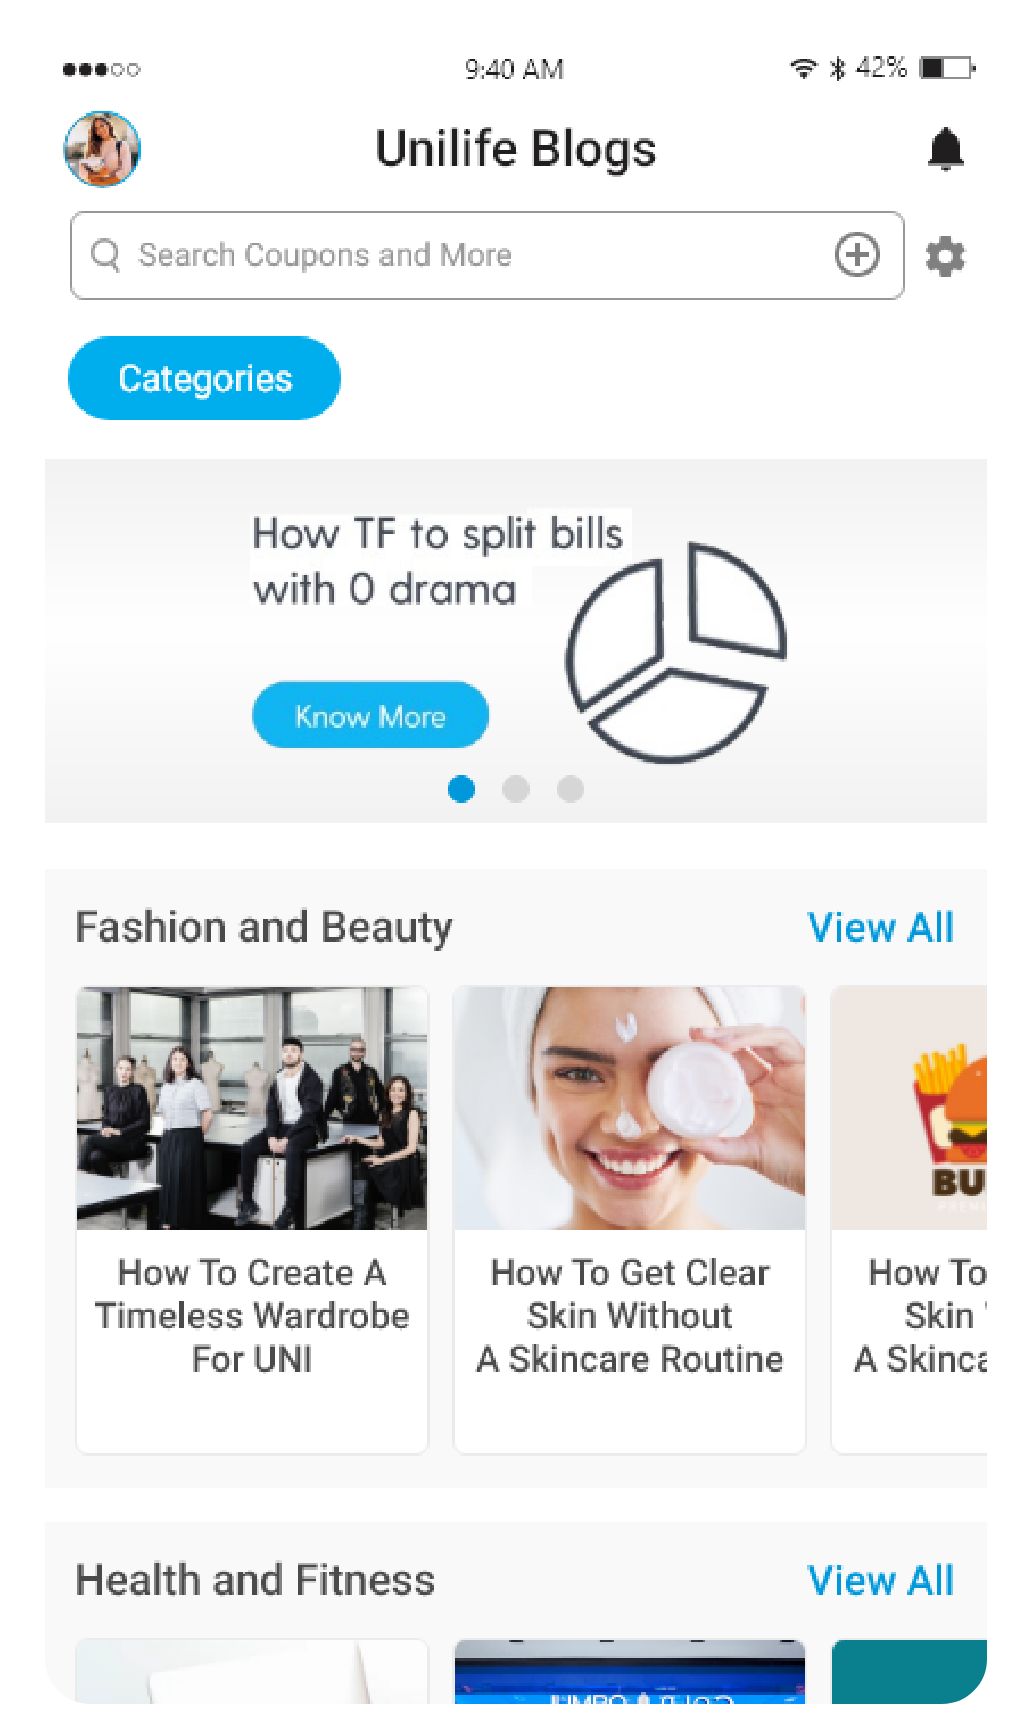 9:40 AM
42%
Unilife Blogs
Search Coupons and More
Categories
How TF to split bills
with 0 drama
Know More
Fashion and Beauty
View All
BU
How To Create A
Timeless Wardrobe
For UNI
How To Get Clear
Skin Without
A Skincare Routine
How To
Skin
A Skinca
Health and Fitness
View All